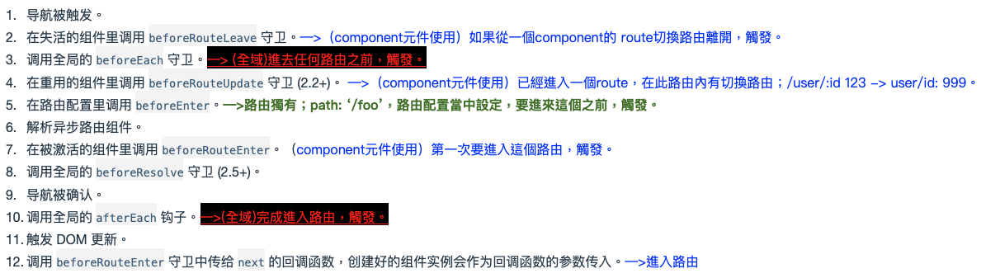 1. 导航被触发。
2. 在失活的组件里调用 beforeRouteLeave 守卫。—>（component元件使用）如果從一個component的 route切換路由離開，觸發。
3. 调用全局的 beforeEach 守卫。—> (全域)進去任何路由之前，觸發。
4. 在重用的组件里调用 beforeRouteUpdate 守卫 (2.2+)。 —>（component元件使用）已經進入一個route，在此路由內有切換路由；/user/:id 123 -> user/id: 999。
5. 在路由配置里调用 beforeEnter。—>路由獨有；path: ‘/foo’，路由配置當中設定，要進來這個之前，觸發。
6. 解析异步路由组件。
7. 在被激活的组件里调用 beforeRouteEnter。（component元件使用）第一次要進入這個路由，觸發。
8. 调用全局的 beforeResolve 守卫 (2.5+)。
9. 导航被确认。
10. 调用全局的 afterEach 钩子。—>(全域)完成進入路由，觸發。
11. 触发 DOM 更新。
12. 调用 beforeRouteEnter 守卫中传给 next 的回调函数，创建好的组件实例会作为回调函数的参数传入。—>進入路由